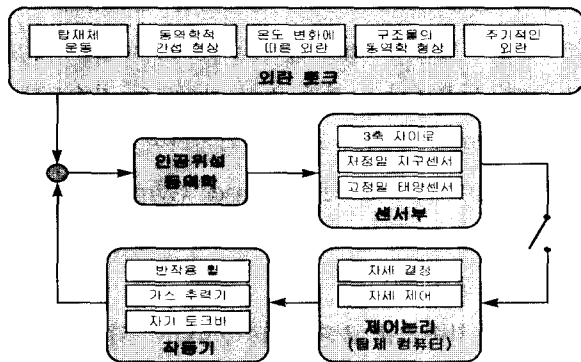 탑재체
운동
동역학적
간섭 현상
온도 변화에
따른 외란
구조물의
동역학 형상
주기적인
외란
외란 토크
인공위성
동역학
3축 자이로
저정밀 지구센서
고정밀 태양센서
센서부
반작용 휠
가스 추력기
자기 토크바
작동기
자세 결정
자세 제어
제어논리
(탑재 컴퓨터)